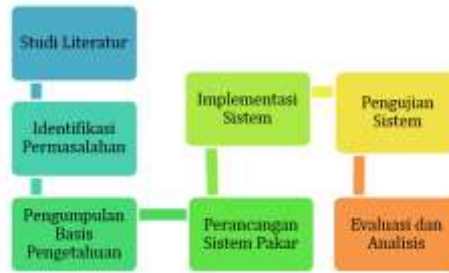 Studi Literatur
Identifikasi
Permasalahan
Pengumpulan
Basis
Pengetahuan
Perancangan
Sistem Pakar
Implementasi
Sistem
Pengujian
Sistem
Evaluasi dan
Analisis